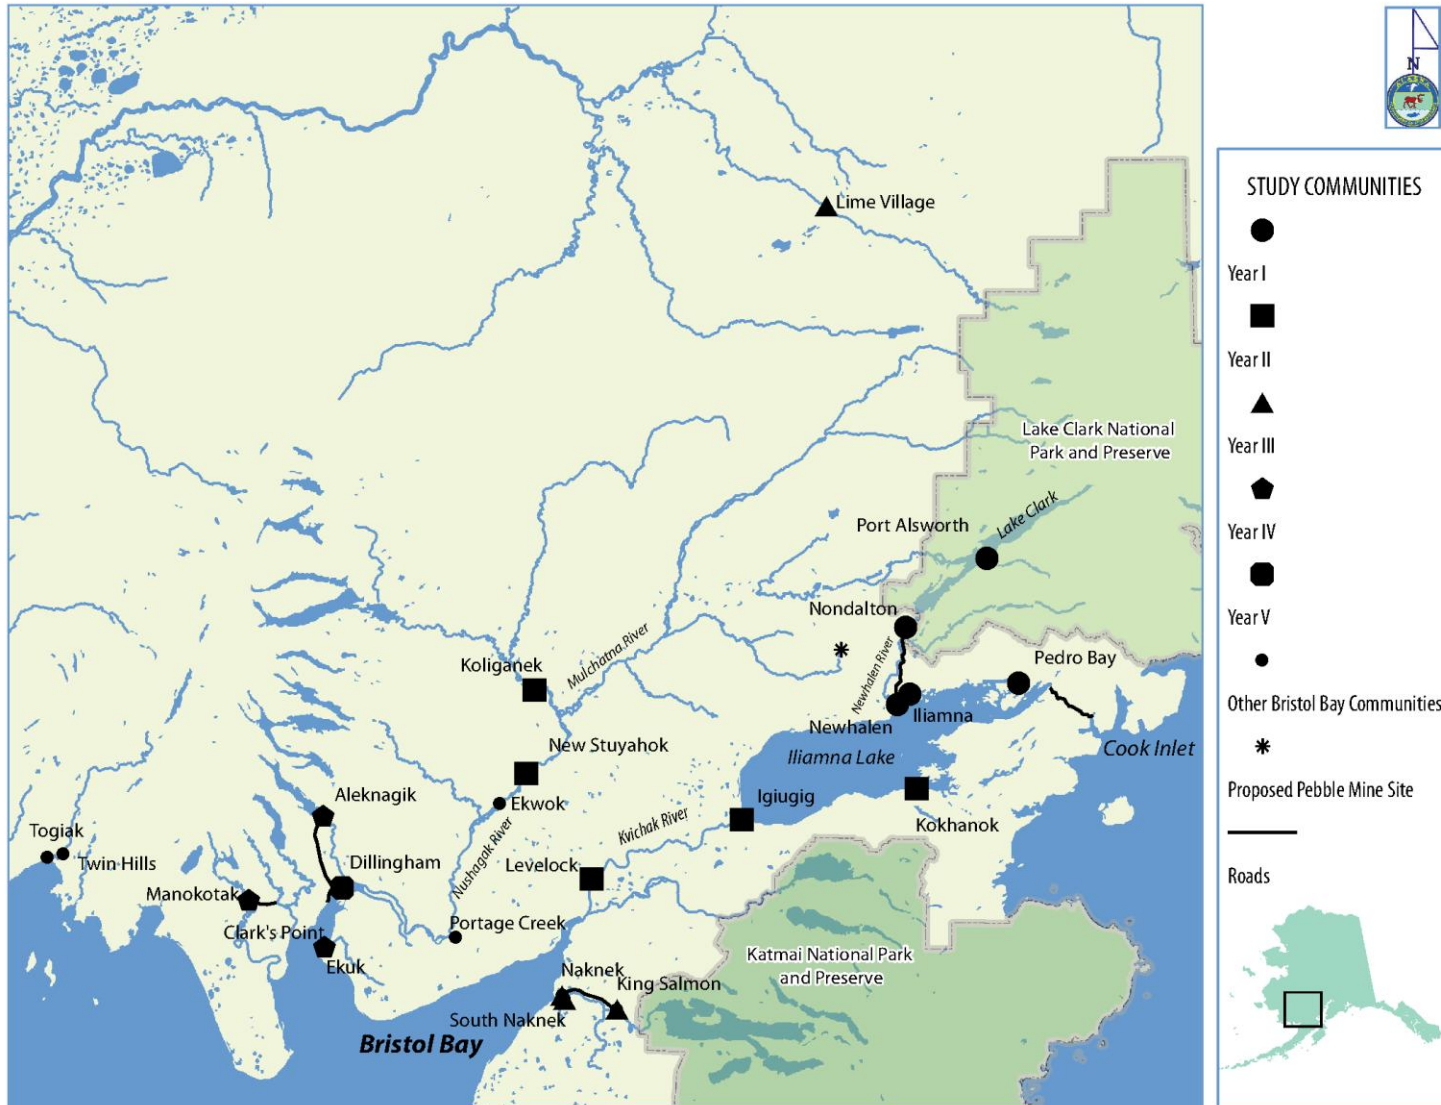 N
Lime Village
Lake Clark National
Park and Preserve
Port Alsworth
Lake Clark
Nondalton
Newhalen River
Pedro Bay
Koliganek
Mulchatna River
Newhalen
Iliamna
Iliamna Lake
Cook Inlet
New Stuyahok
Ekwok
Nushagak River
Igiugig
Kokhanok
Kvichak River
Levelock
Aleknagik
Togiak
Twin Hills
Dillingham
Manokotak
Clark's Point
Ekuk
Portage Creek
Naknek
King Salmon
South Naknek
Bristol Bay
Katmai National Park
and Preserve
STUDY COMMUNITIES
Year I
Year II
Year III
Year IV
Year V
Other Bristol Bay Communities
Proposed Pebble Mine Site
Roads